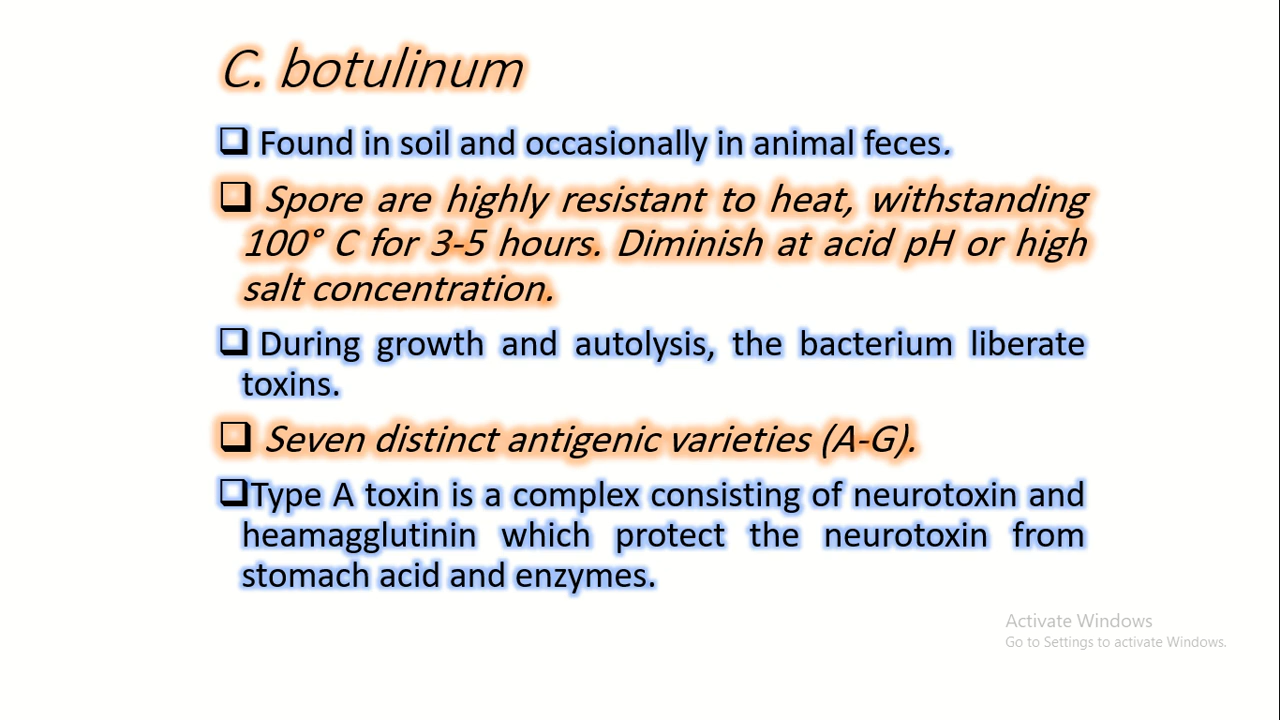 C. botulinum
❑ Found in soil and occasionally in animal feces.
❑ Spore are highly resistant to heat, withstanding
100° C for 3-5 hours. Diminish at acid pH or high
salt concentration.
❑ During growth and autolysis, the bacterium liberate
toxins.
❑ Seven distinct antigenic varieties (A-G).
❑Type A toxin is a complex consisting of neurotoxin and
heamagglutinin which protect the neurotoxin from
stomach acid and enzymes.
Activate Windows
Go to Settings to activate Windows.